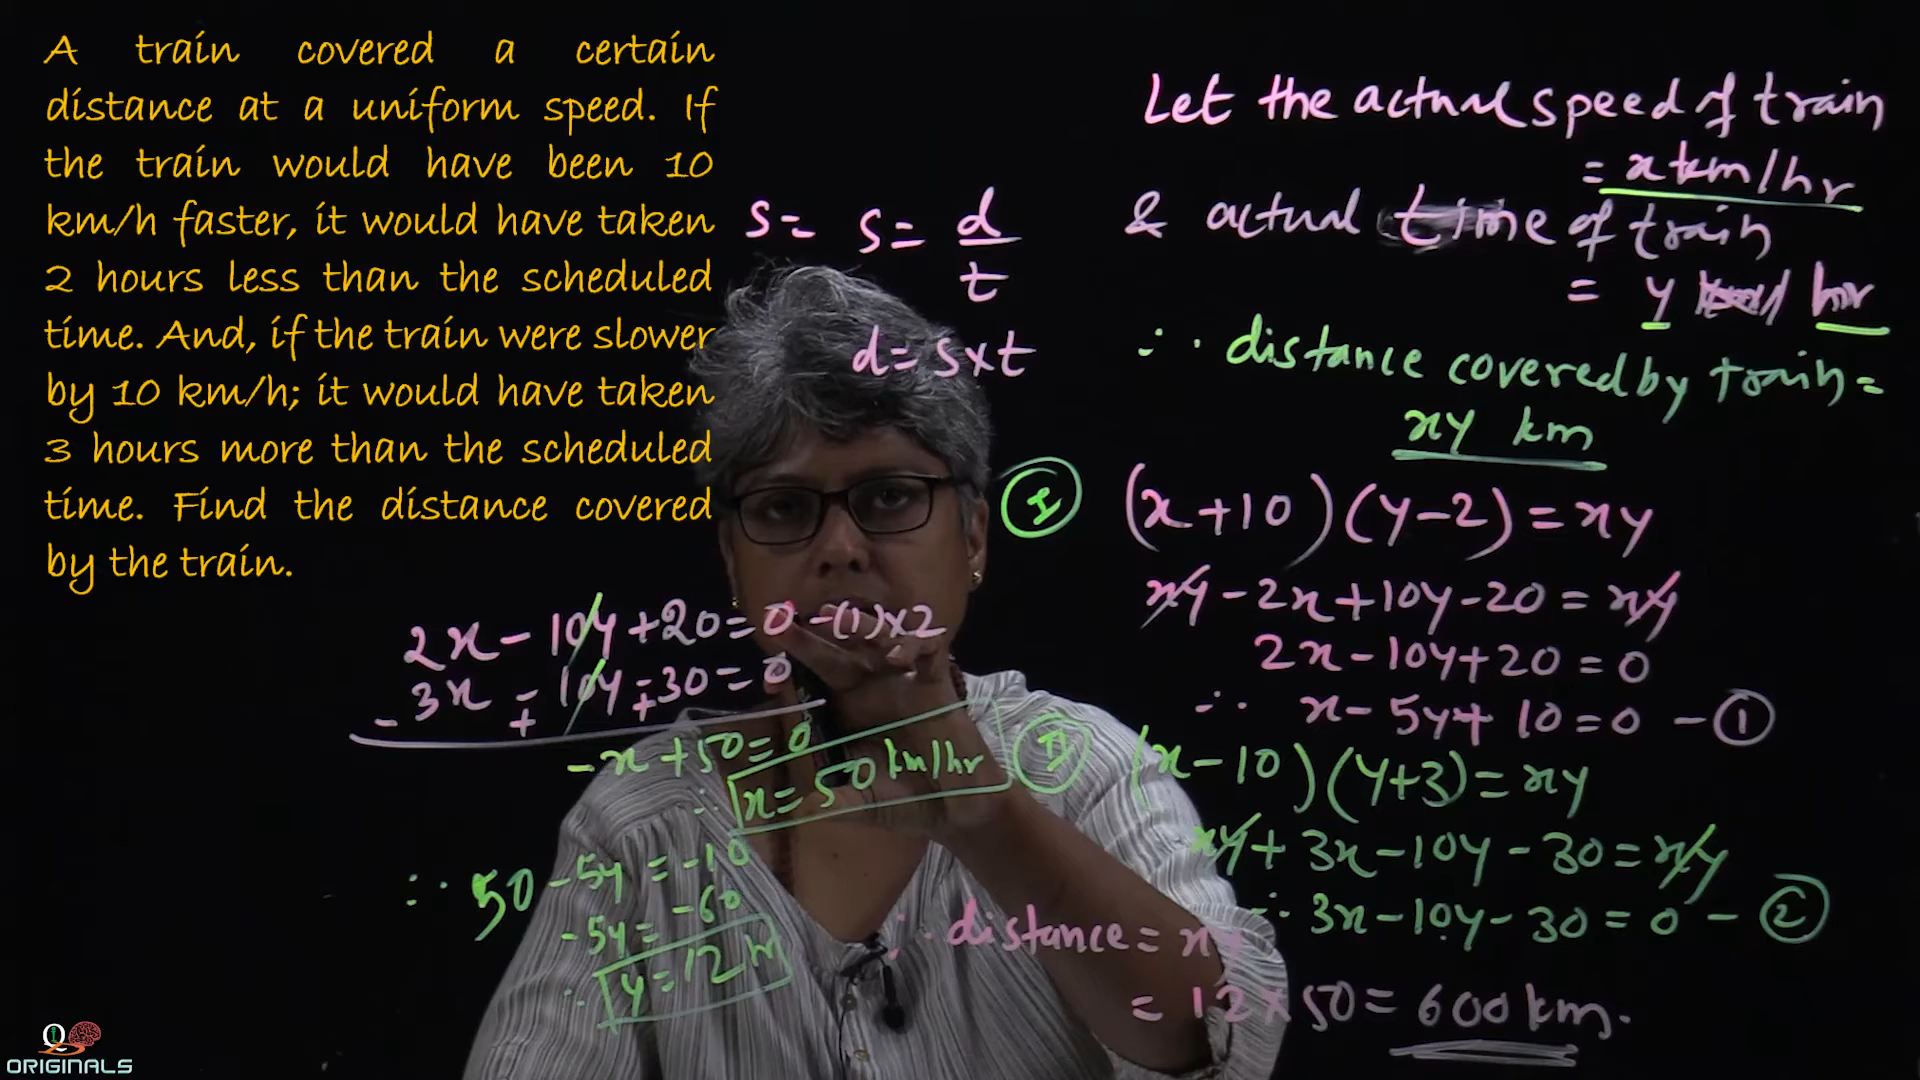 A train covered a certain
distance at a uniform speed. If
the train would have been 10
km/h faster, it would have taken
2 hours less than the scheduled
time. And, if the train were slower
by 10 km/h; it would have taken
3 hours more than the scheduled
time. Find the distance covered
by the train.
S= S= d/t
d= s×t
Let the actual speed of train
= x km/hr
& actual time of train
= y hr
∴ distance covered by train =
xy km
I (x+10)(y-2)=xy
xy-2x+10y-20=xy
2x-10y+20=0
∴ x-5y+10=0 -①
II (x-10)(y+3)=xy
xy+3x-10y-30=xy
∴ 3x-10y-30=0 -②
2x-10y+20=0 -(1)×2
3x-10y-30=0
- + +
-x+50=0
∴ x=50 km/hr
∴ 50-5y=-10
-5y=-60
∴ y=12 hr
∴ distance = xy
= 12×50=600km.
ORIGINALS